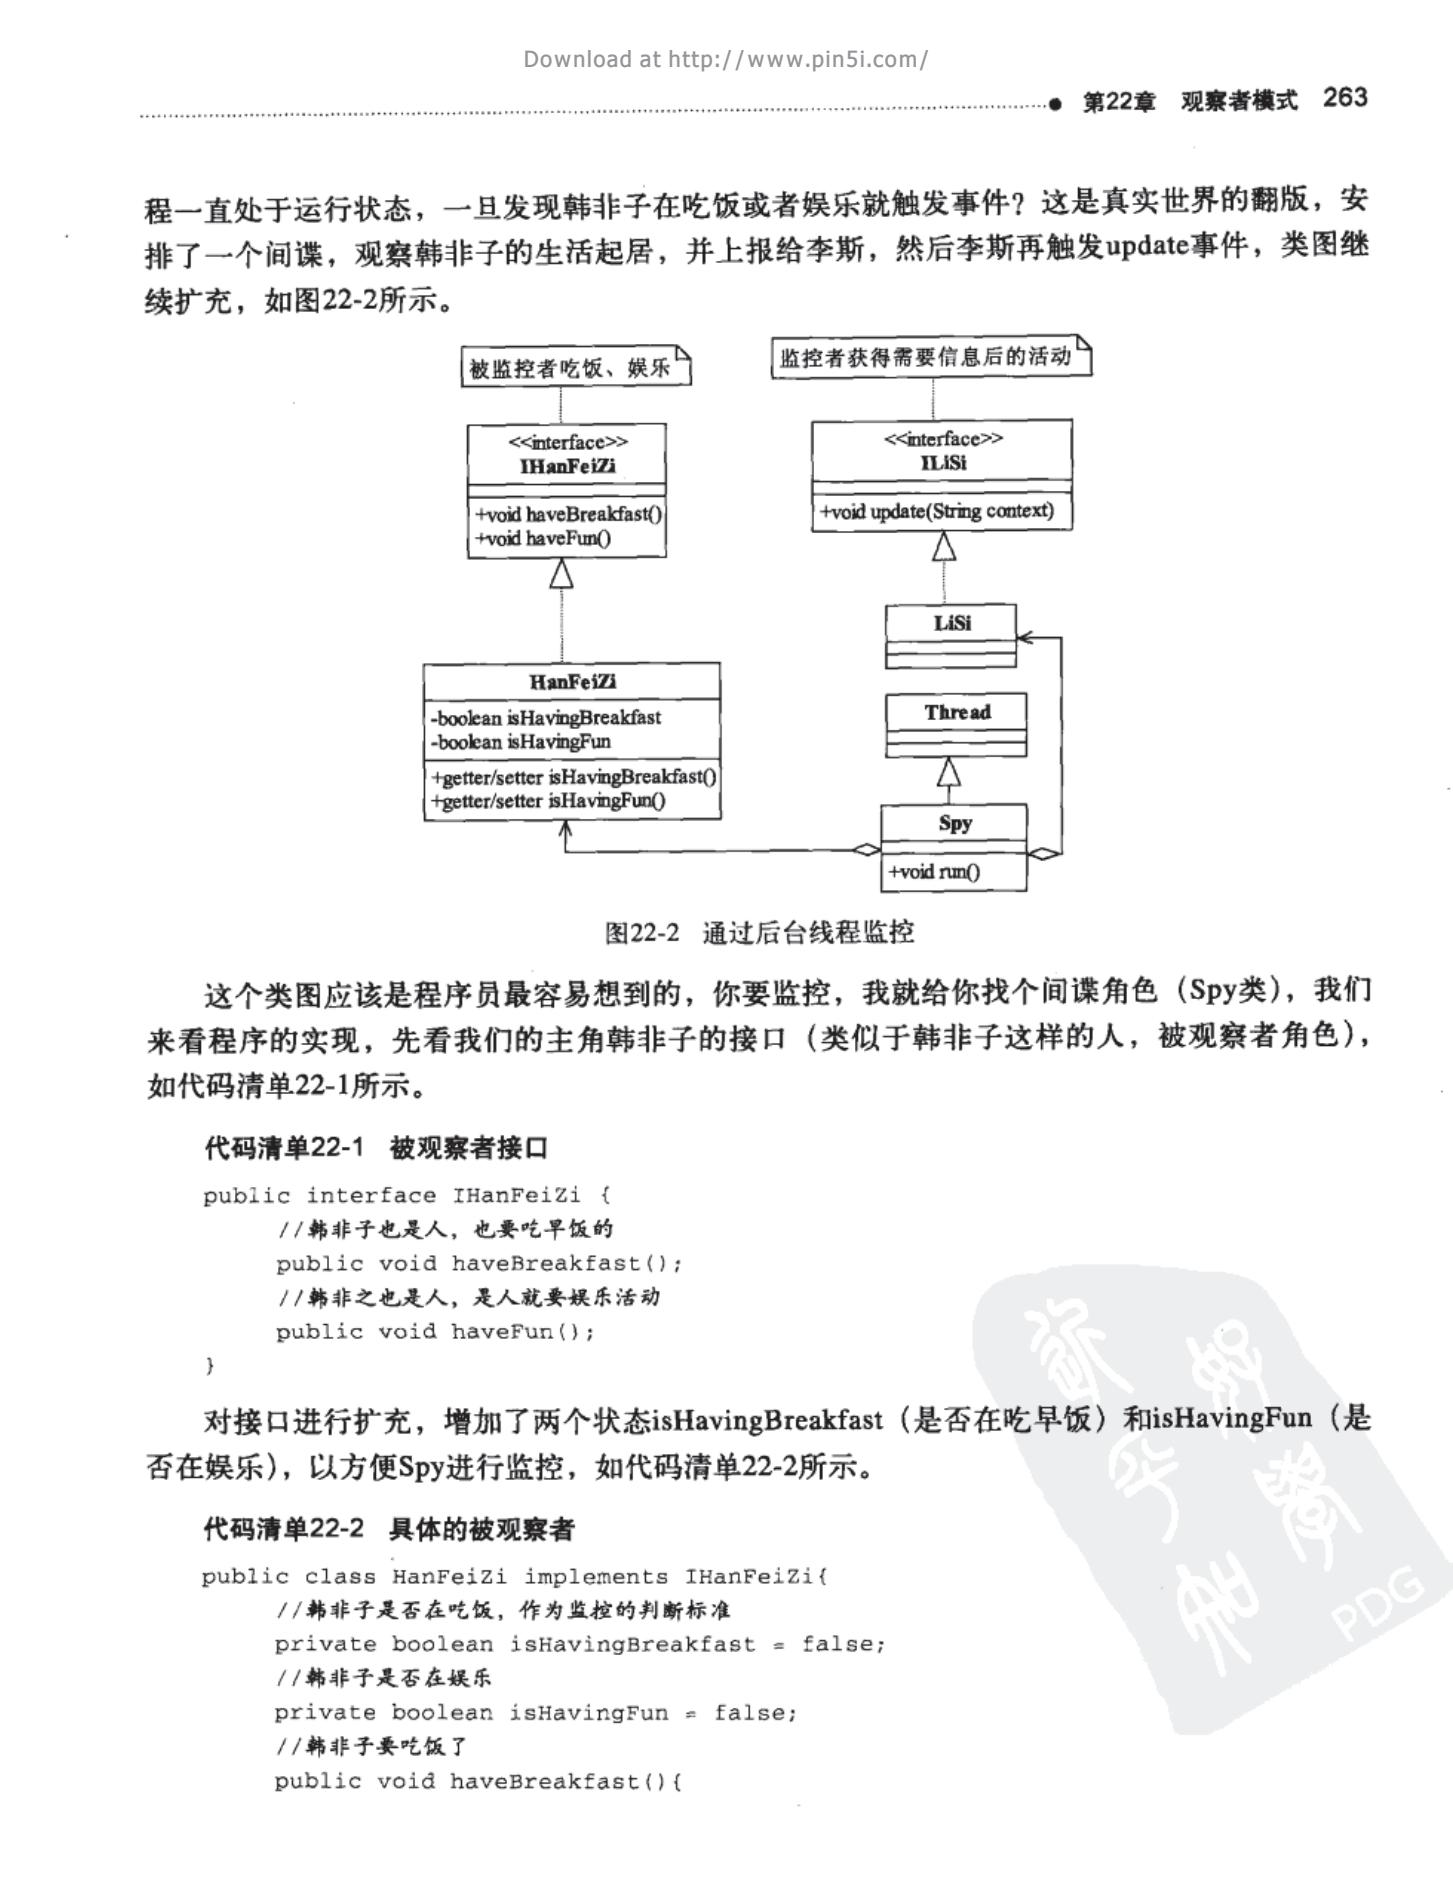 Download at http://www.pin5i.com/
第22章 观察者模式 263
程一直处于运行状态，一旦发现韩非子在吃饭或者娱乐就触发事件？这是真实世界的翻版，安
排了一个间谍，观察韩非子的生活起居，并上报给李斯，然后李斯再触发update事件，类图继
续扩充，如图22-2所示。
被监控者吃饭、娱乐
监控者获得需要信息后的活动
<<interface>>
IHanFeiZi
+void haveBreakfast()
+void haveFun()
<<interface>>
ILiSi
+void update(String context)
LiSi
HanFeiZi
-boolean isHavingBreakfast
-boolean isHavingFun
+getter/setter isHavingBreakfast()
+getter/setter isHavingFun()
Thread
Spy
+void run()
图22-2 通过后台线程监控
这个类图应该是程序员最容易想到的，你要监控，我就给你找个间谍角色（Spy类），我们
来看程序的实现，先看我们的主角韩非子的接口（类似于韩非子这样的人，被观察者角色），
如代码清单22-1所示。
代码清单22-1 被观察者接口
public interface IHanFeiZi {
//韩非子也是人，也要吃早饭的
public void haveBreakfast();
//韩非之也是人，是人就要娱乐活动
public void haveFun();
}
对接口进行扩充，增加了两个状态isHavingBreakfast（是否在吃早饭）和isHavingFun（是
否在娱乐），以方便Spy进行监控，如代码清单22-2所示。
代码清单22-2 具体的被观察者
public class HanFeiZi implements IHanFeiZi{
//韩非子是否在吃饭，作为监控的判断标准
private boolean isHavingBreakfast = false;
//韩非子是否在娱乐
private boolean isHavingFun = false;
//韩非子要吃饭了
public void haveBreakfast(){
PDG